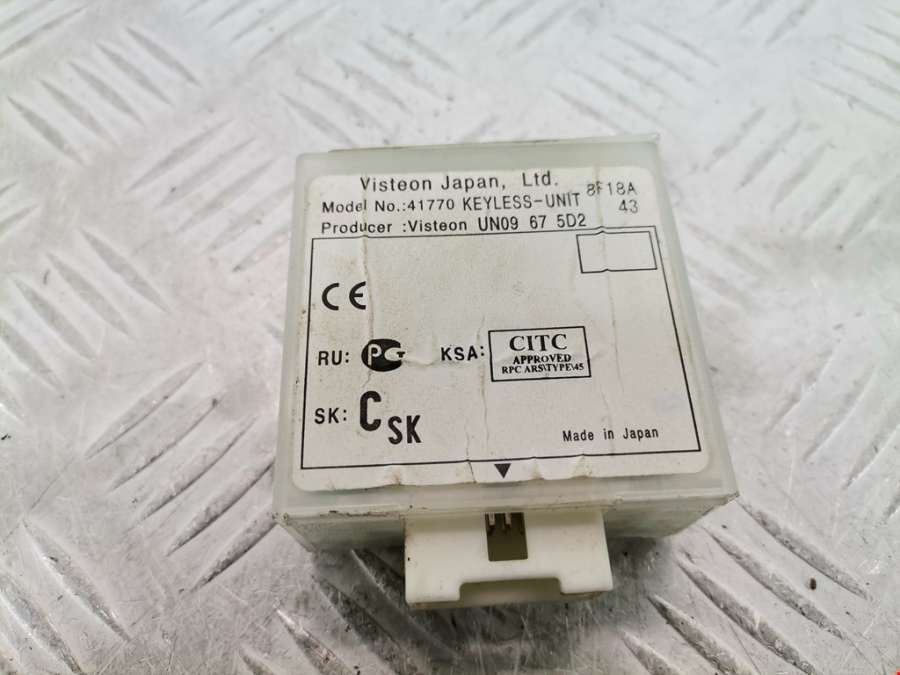 Visteon Japan, Ltd.
Model No.:41770 KEYLESS-UNIT 8F18A
43
Producer :Visteon UN09 67 5D2
CE
RU: PCT KSA: CITC
APPROVED
RPC ARS\TYPE\45
SK: CSK
Made in Japan